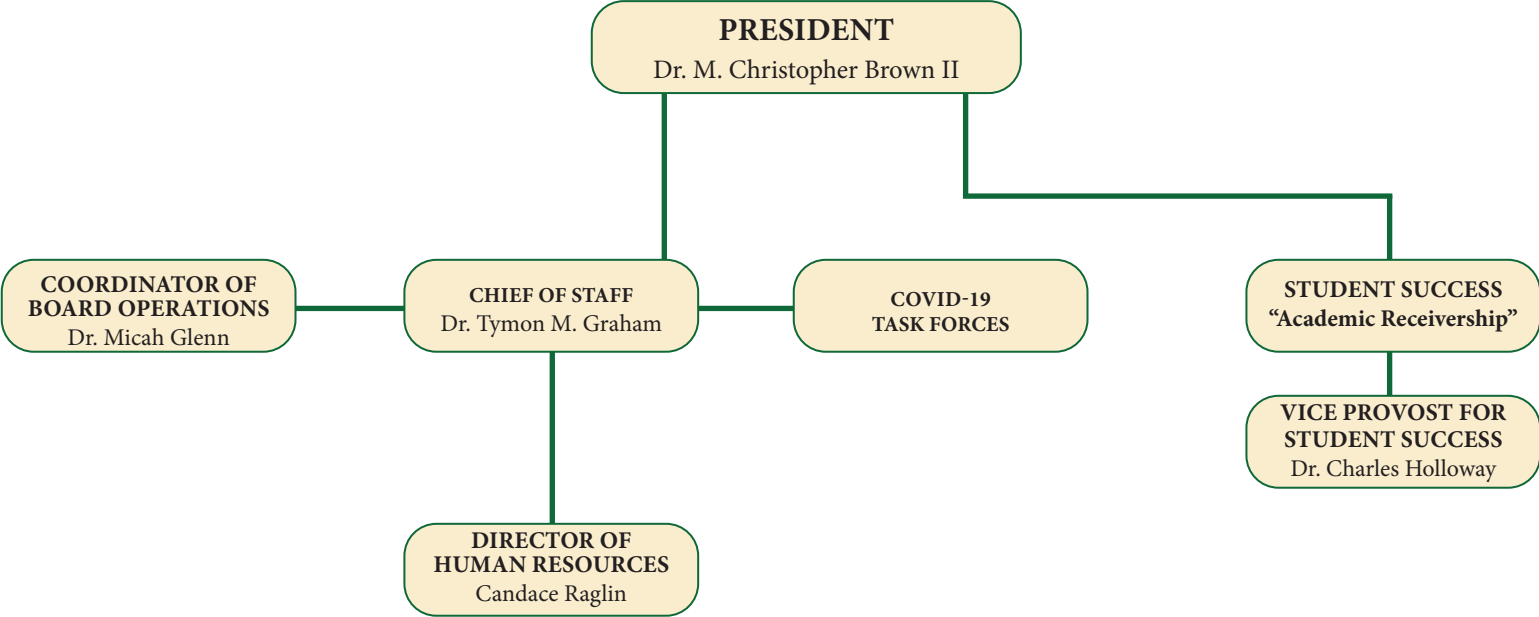 PRESIDENT
Dr. M. Christopher Brown II
COORDINATOR OF
BOARD OPERATIONS
Dr. Micah Glenn
CHIEF OF STAFF
Dr. Tymon M. Graham
COVID-19
TASK FORCES
STUDENT SUCCESS
“Academic Receivership”
VICE PROVOST FOR
STUDENT SUCCESS
Dr. Charles Holloway
DIRECTOR OF
HUMAN RESOURCES
Candace Raglin